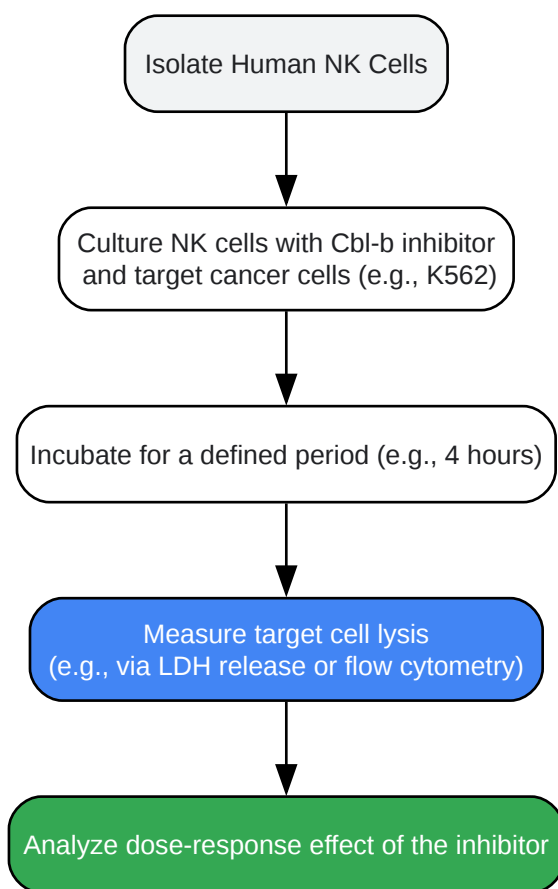 Isolate Human NK Cells
Culture NK cells with Cbl-b inhibitor
and target cancer cells (e.g., K562)
Incubate for a defined period (e.g., 4 hours)
Measure target cell lysis
(e.g., via LDH release or flow cytometry)
Analyze dose-response effect of the inhibitor